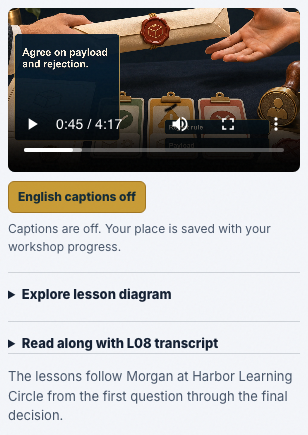 Agree on payload
and rejection.
0:45 / 4:17
English captions off
Captions are off. Your place is saved with your
workshop progress.
Explore lesson diagram
Read along with L08 transcript
The lessons follow Morgan at Harbor Learning
Circle from the first question through the final
decision.